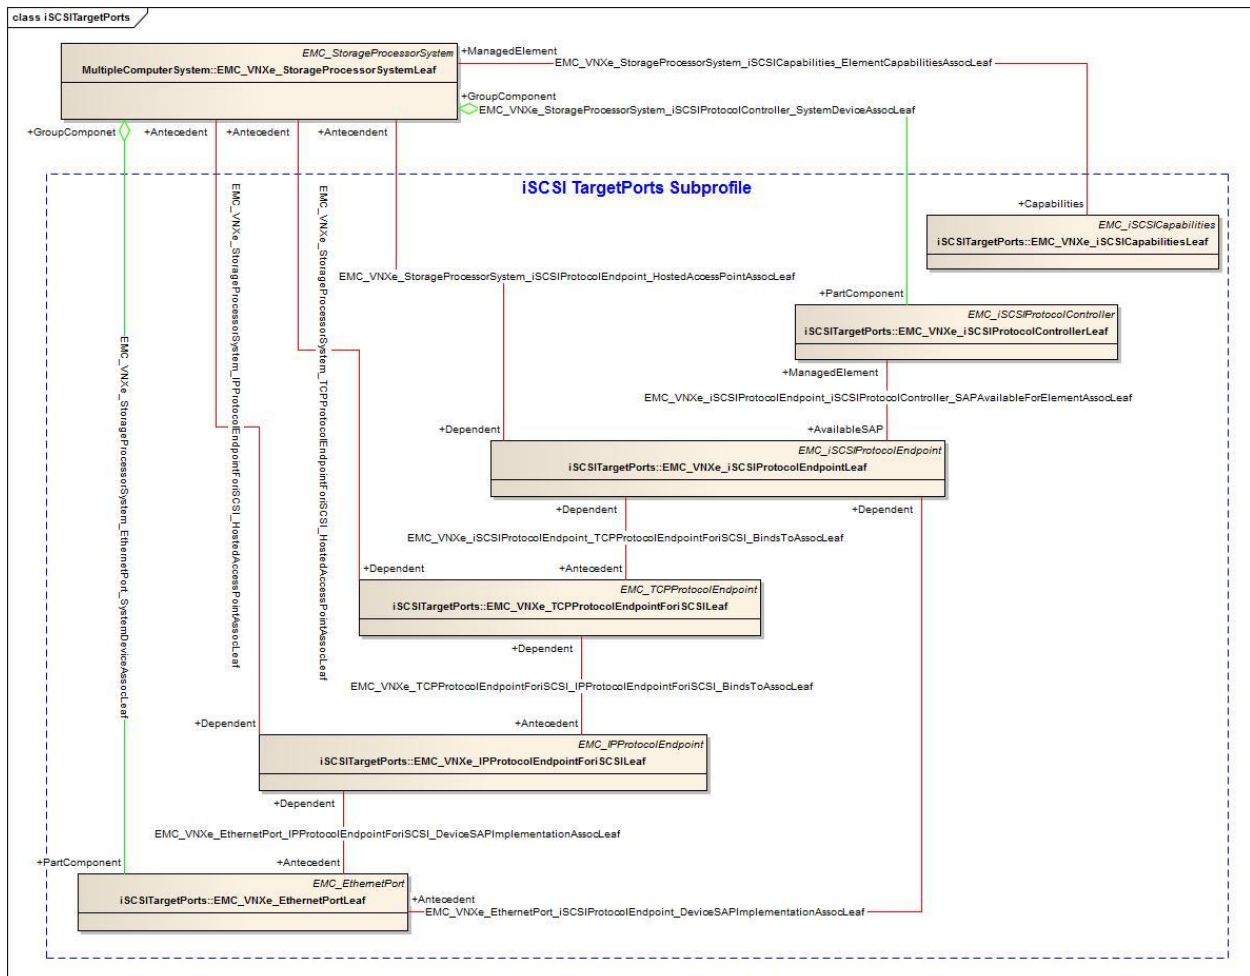 class iSCSITargetPorts
EMC_StorageProcessorSystem
MultipleComputerSystem::EMC_VNXe_StorageProcessorSystemLeaf
+ManagedElement
EMC_VNXe_StorageProcessorSystem_iSCSICapabilities_ElementCapabilitiesAssocLeaf
+GroupComponent
EMC_VNXe_StorageProcessorSystem_iSCSIProtocolController_SystemDeviceAssocLeaf
+GroupComponet
+Antecedent
+Antecedent
+Antecendent
iSCSI TargetPorts Subprofile
EMC_VNXe_StorageProcessorSystem_IPProtocolEndpointForiSCSI_HostedAccessPointAssocLeaf
EMC_VNXe_StorageProcessorSystem_TCPProtocolEndpointForiSCSI_HostedAccessPointAssocLeaf
+Capabilities
EMC_iSCSICapabilities
iSCSITargetPorts::EMC_VNXe_iSCSICapabilitiesLeaf
EMC_VNXe_StorageProcessorSystem_iSCSIProtocolEndpoint_HostedAccessPointAssocLeaf
+PartComponent
EMC_iSCSIProtocolController
iSCSITargetPorts::EMC_VNXe_iSCSIProtocolControllerLeaf
EMC_VNXe_StorageProcessorSystem_EthernetPort_SystemDeviceAssocLeaf
+ManagedElement
EMC_VNXe_iSCSIProtocolEndpoint_iSCSIProtocolController_SAPAvailableForElementAssocLeaf
+Dependent
+AvailableSAP
EMC_iSCSIProtocolEndpoint
iSCSITargetPorts::EMC_VNXe_iSCSIProtocolEndpointLeaf
+Dependent
+Dependent
EMC_VNXe_iSCSIProtocolEndpoint_TCPProtocolEndpointForiSCSI_BindsToAssocLeaf
+Dependent
+Antecedent
EMC_TCPProtocolEndpoint
iSCSITargetPorts::EMC_VNXe_TCPProtocolEndpointForiSCSILeaf
+Dependent
EMC_VNXe_TCPProtocolEndpointForiSCSI_IPProtocolEndpointForiSCSI_BindsToAssocLeaf
+Dependent
+Antecedent
EMC_IPProtocolEndpoint
iSCSITargetPorts::EMC_VNXe_IPProtocolEndpointForiSCSILeaf
+Dependent
EMC_VNXe_EthernetPort_IPProtocolEndpointForiSCSI_DeviceSAPImplementationAssocLeaf
+PartComponent
+Antecedent
EMC_EthernetPort
iSCSITargetPorts::EMC_VNXe_EthernetPortLeaf
+Antecedent
EMC_VNXe_EthernetPort_iSCSIProtocolEndpoint_DeviceSAPImplementationAssocLeaf